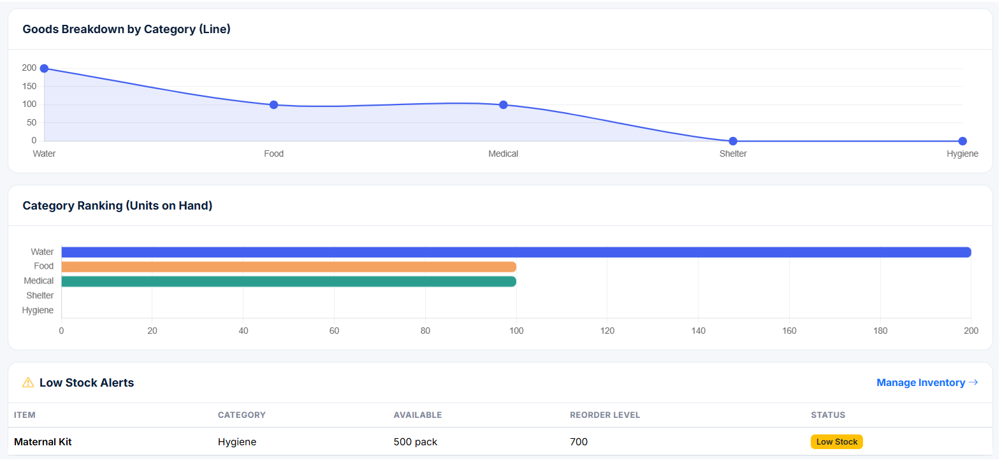 Goods Breakdown by Category (Line)
200
150
100
50
0
Water Food Medical Shelter Hygiene
Category Ranking (Units on Hand)
Water
Food
Medical
Shelter
Hygiene
0 20 40 60 80 100 120 140 160 180 200
Low Stock Alerts Manage Inventory →
ITEM CATEGORY AVAILABLE REORDER LEVEL STATUS
Maternal Kit Hygiene 500 pack 700 Low Stock